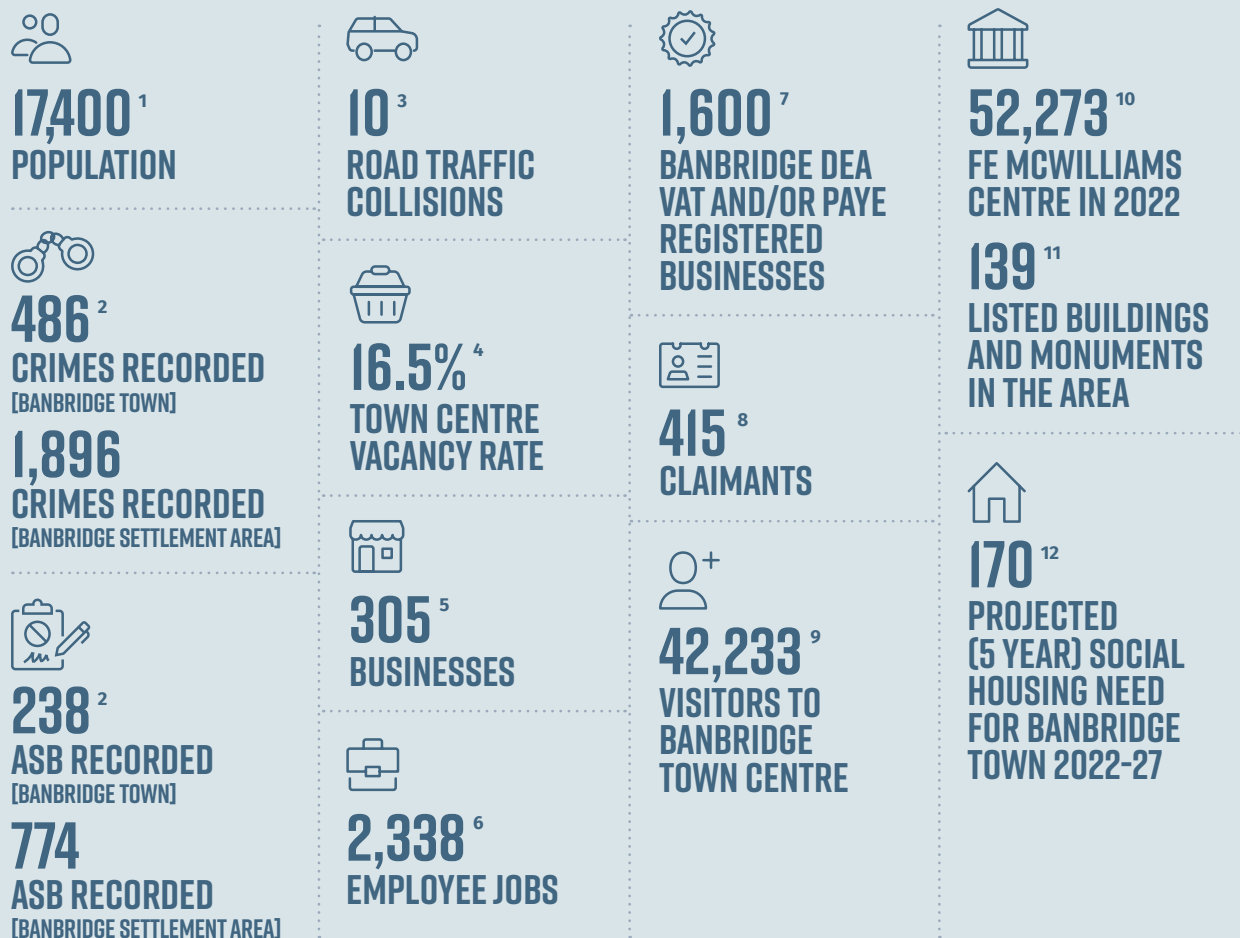 17,400 1
POPULATION
486 2
CRIMES RECORDED
[BANBRIDGE TOWN]
1,896
CRIMES RECORDED
[BANBRIDGE SETTLEMENT AREA]
238 2
ASB RECORDED
[BANBRIDGE TOWN]
774
ASB RECORDED
[BANBRIDGE SETTLEMENT AREA]
10 3
ROAD TRAFFIC
COLLISIONS
16.5% 4
TOWN CENTRE
VACANCY RATE
305 5
BUSINESSES
2,338 6
EMPLOYEE JOBS
1,600 7
BANBRIDGE DEA
VAT AND/OR PAYE
REGISTERED
BUSINESSES
415 8
CLAIMANTS
42,233 9
VISITORS TO
BANBRIDGE
TOWN CENTRE
52,273 10
FE MCWILLIAMS
CENTRE IN 2022
139 11
LISTED BUILDINGS
AND MONUMENTS
IN THE AREA
170 12
PROJECTED
(5 YEAR) SOCIAL
HOUSING NEED
FOR BANBRIDGE
TOWN 2022-27